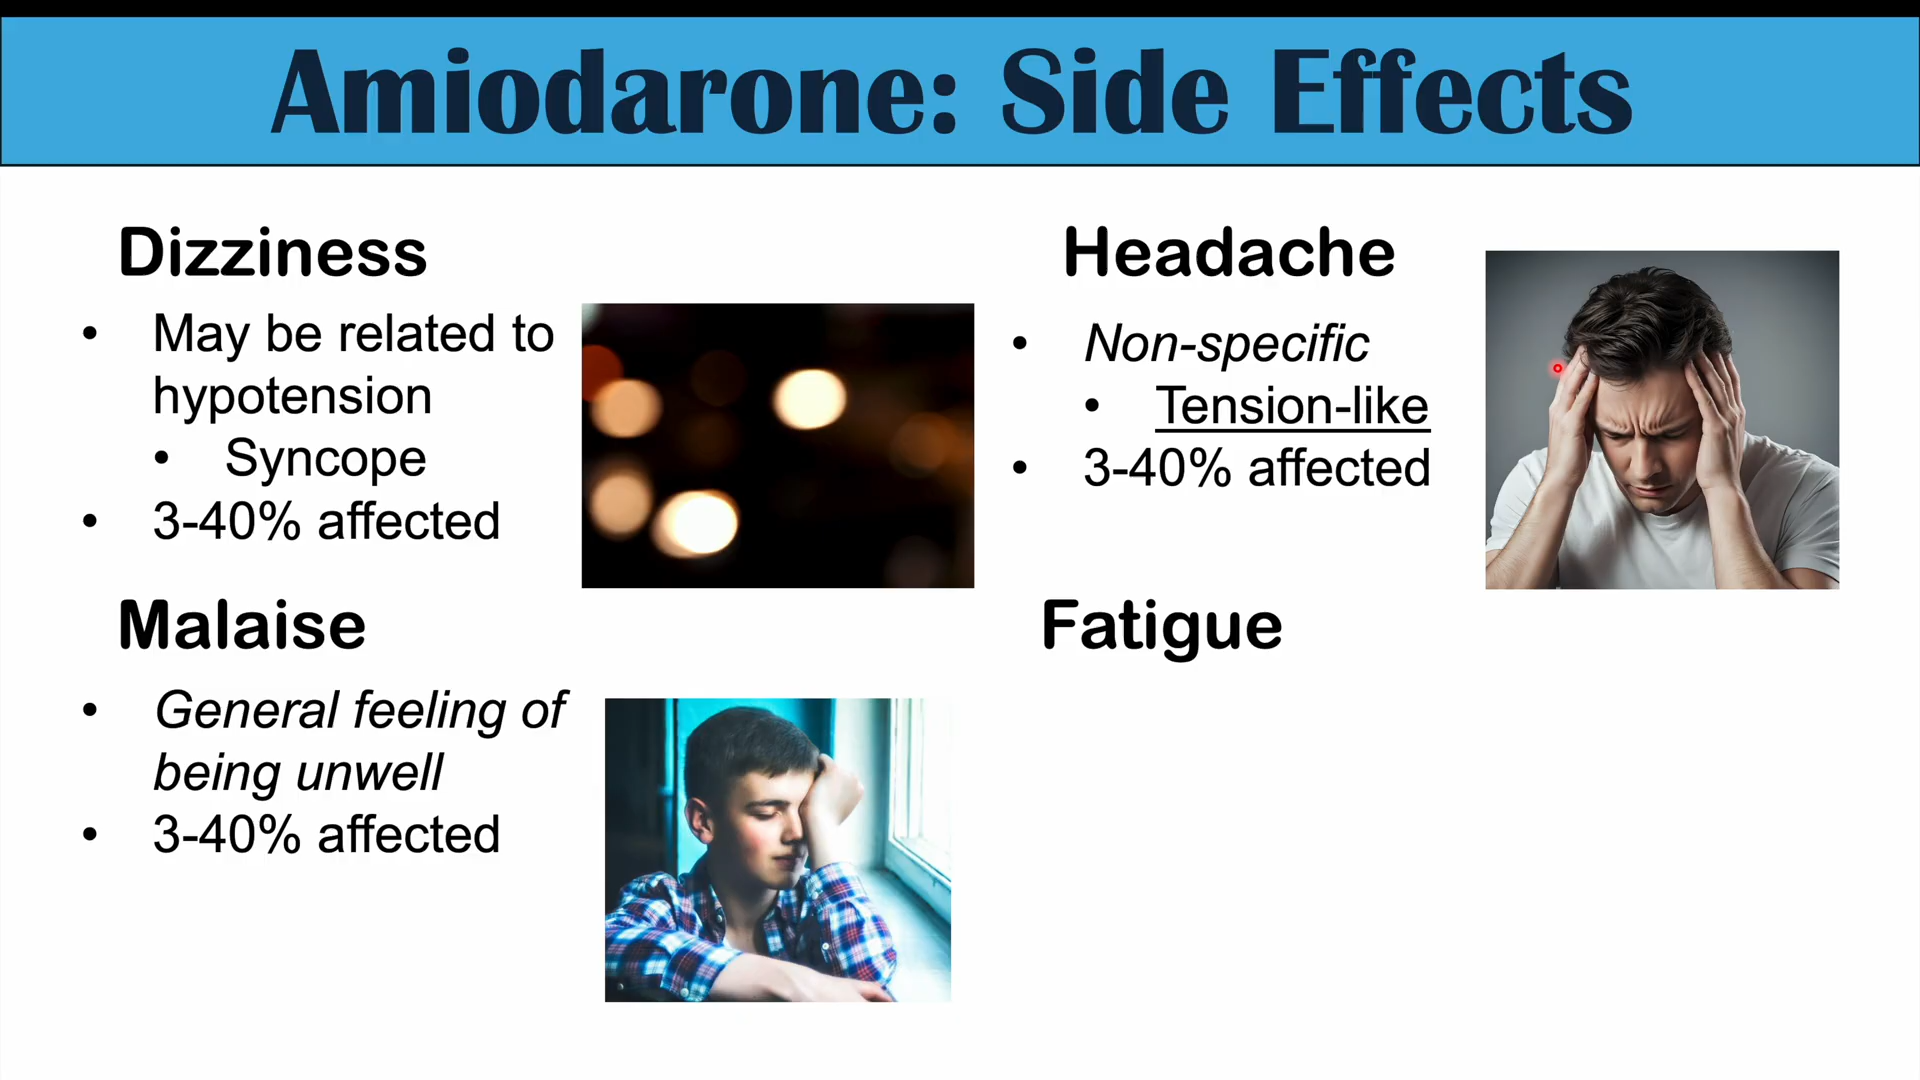 Amiodarone: Side Effects
Dizziness
• May be related to
hypotension
• Syncope
• 3-40% affected
Headache
• Non-specific
• Tension-like
• 3-40% affected
Malaise
• General feeling of
being unwell
• 3-40% affected
Fatigue